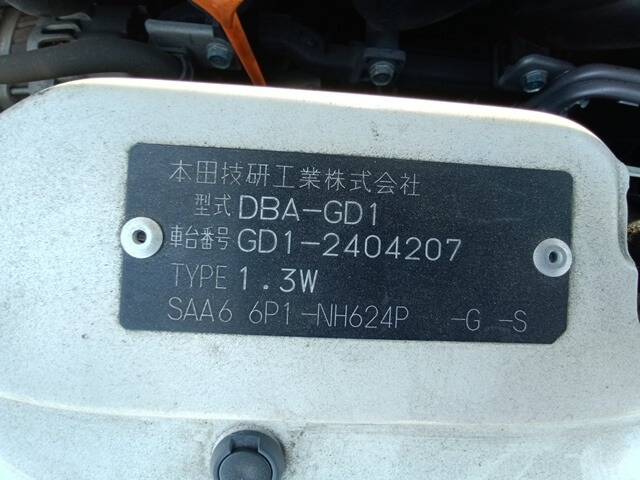 本田技研工業株式会社
型式 DBA-GD1
車台番号 GD1-2404207
TYPE 1.3W
SAA6 6P1-NH624P -G -S